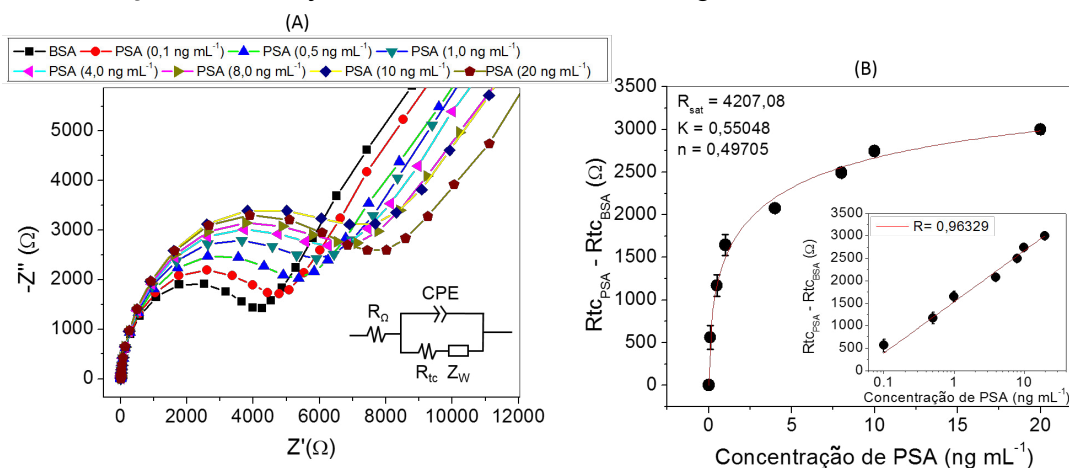 (A)
BSA PSA (0,1 ng mL⁻¹) PSA (0,5 ng mL⁻¹) PSA (1,0 ng mL⁻¹)
PSA (4,0 ng mL⁻¹) PSA (8,0 ng mL⁻¹) PSA (10 ng mL⁻¹) PSA (20 ng mL⁻¹)
-Z'' (Ω)
5000
4000
3000
2000
1000
0
CPE
R_Ω
R_tc Z_W
0 2000 4000 6000 8000 10000 12000
Z'(Ω)
(B)
Rtc_PSA - Rtc_BSA (Ω)
3500
3000
2500
2000
1500
1000
500
0
R_sat = 4207,08
K = 0,55048
n = 0,49705
Rtc_PSA - Rtc_BSA (Ω)
3500
3000
2500
2000
1500
1000
500
0
R= 0,96329
0.1 1 10
Concentração de PSA (ng mL⁻¹)
0 5 10 15 20
Concentração de PSA (ng mL⁻¹)